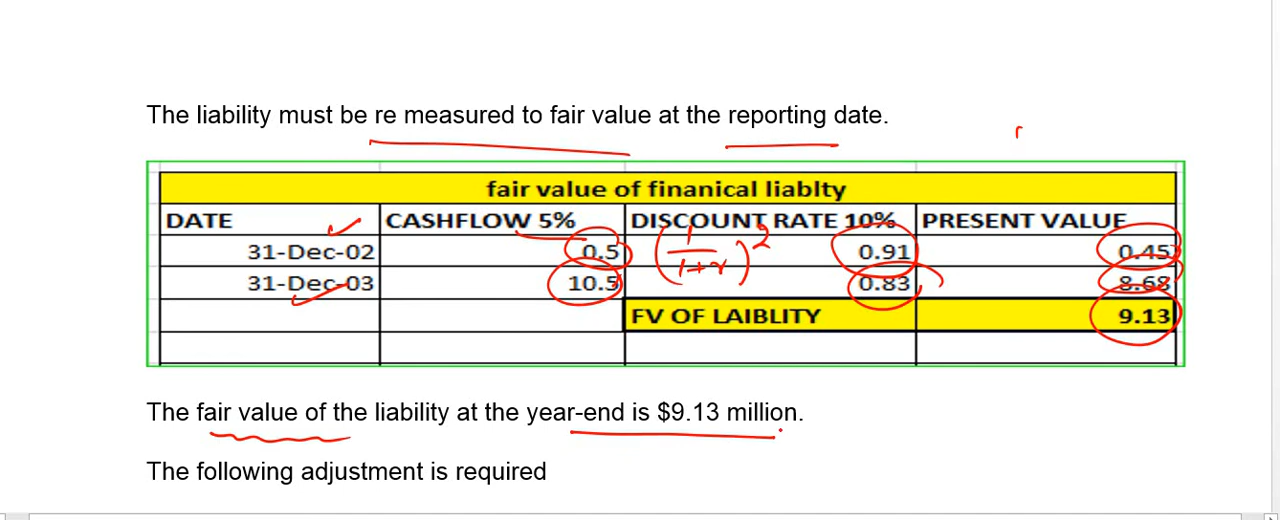 The liability must be re measured to fair value at the reporting date.
r
fair value of finanical liablty
DATE CASHFLOW 5% DISCOUNT RATE 10% PRESENT VALUE
31-Dec-02 0.5 (1/1+r)^2 0.91 0.45
31-Dec-03 10.5 0.83 8.68
FV OF LAIBLITY 9.13
The fair value of the liability at the year-end is $9.13 million.
The following adjustment is required